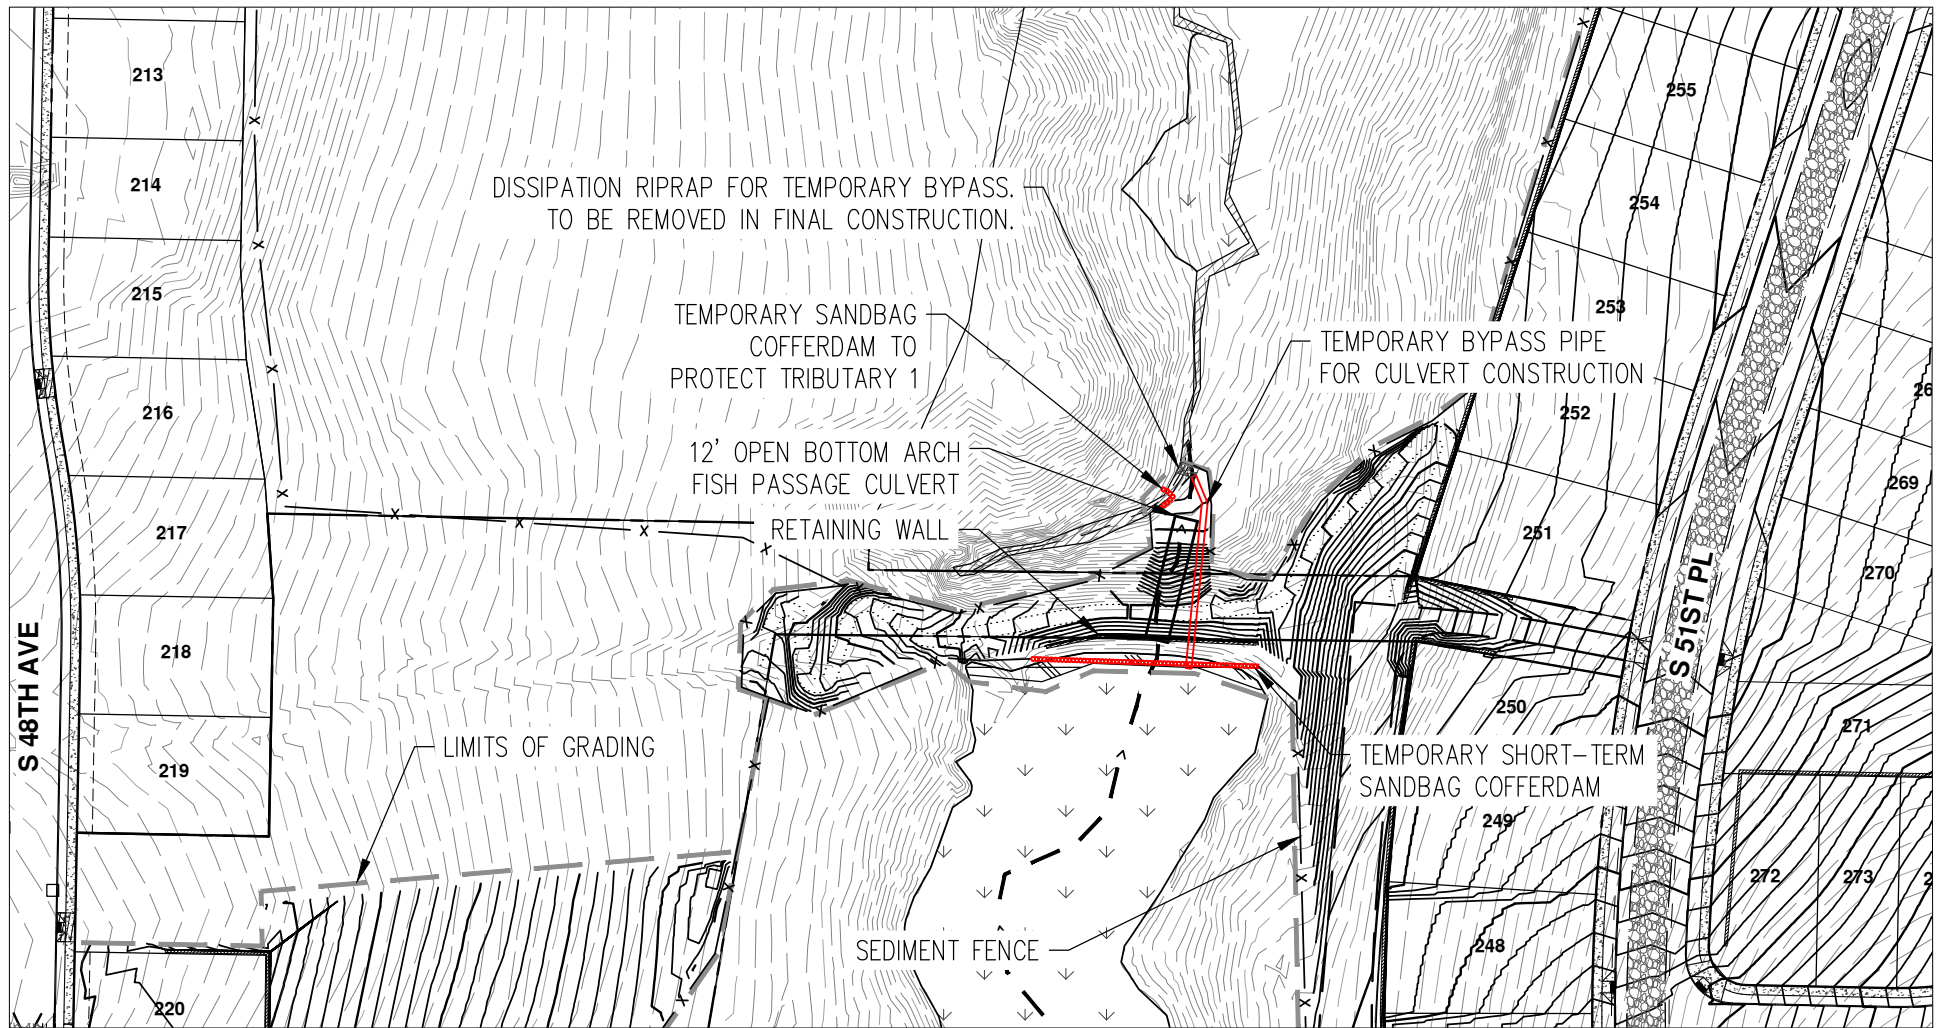 213
214
215
216
217
218
219
220
S 48TH AVE
DISSIPATION RIPRAP FOR TEMPORARY BYPASS.
TO BE REMOVED IN FINAL CONSTRUCTION.
TEMPORARY SANDBAG
COFFERDAM TO
PROTECT TRIBUTARY 1
12' OPEN BOTTOM ARCH
FISH PASSAGE CULVERT
RETAINING WALL
LIMITS OF GRADING
SEDIMENT FENCE
TEMPORARY BYPASS PIPE
FOR CULVERT CONSTRUCTION
TEMPORARY SHORT-TERM
SANDBAG COFFERDAM
255
254
253
252
251
250
249
248
S 51ST PL
269
270
271
272
273